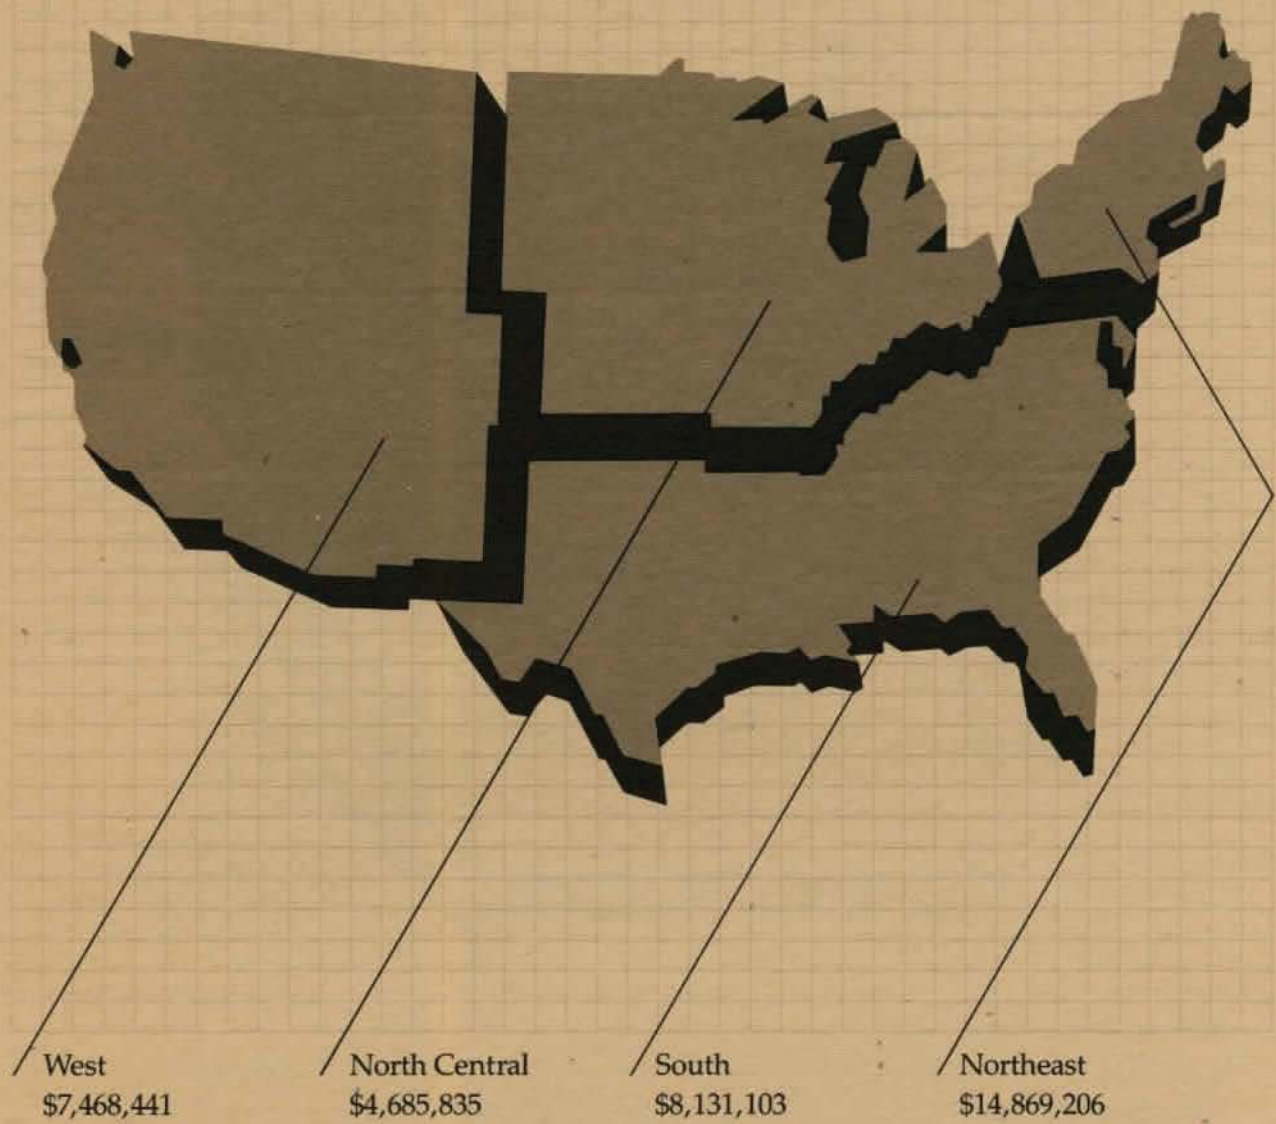 West
$7,468,441
North Central
$4,685,835
South
$8,131,103
Northeast
$14,869,206